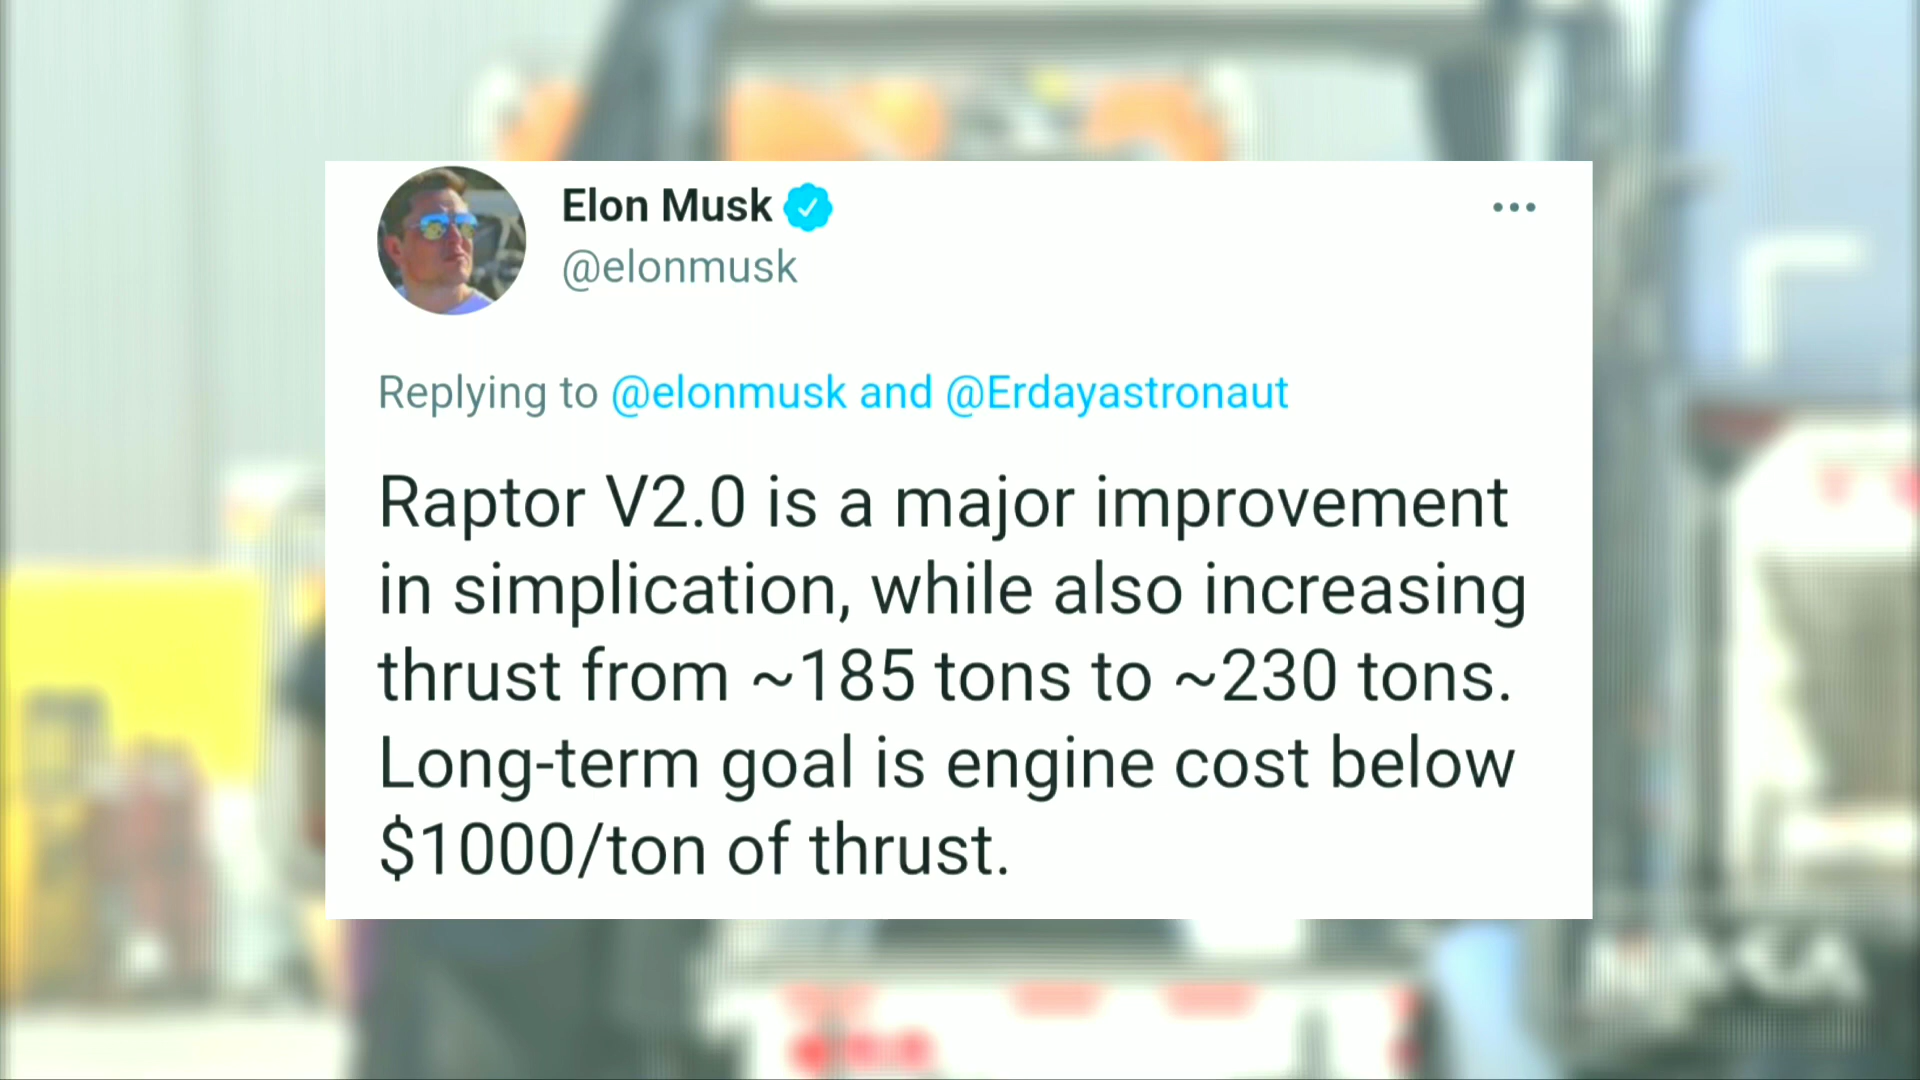 Elon Musk
@elonmusk
Replying to @elonmusk and @Erdayastronaut
Raptor V2.0 is a major improvement
in simplication, while also increasing
thrust from ~185 tons to ~230 tons.
Long-term goal is engine cost below
$1000/ton of thrust.